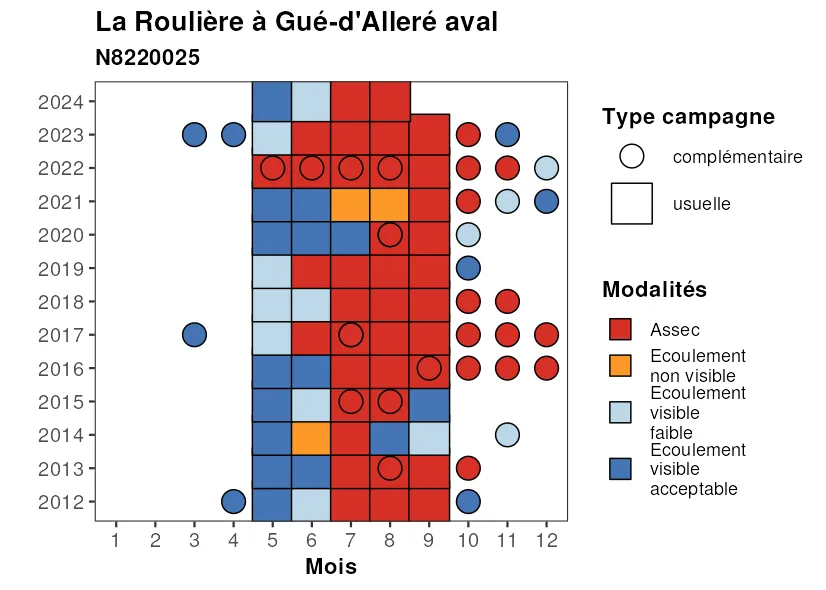 La Roulière à Gué-d'Alleré aval
N8220025
2024
2023
2022
2021
2020
2019
2018
2017
2016
2015
2014
2013
2012
1 2 3 4 5 6 7 8 9 10 11 12
Mois
Type campagne
complémentaire
usuelle
Modalités
Assec
Ecoulement
non visible
Ecoulement
visible
faible
Ecoulement
visible
acceptable